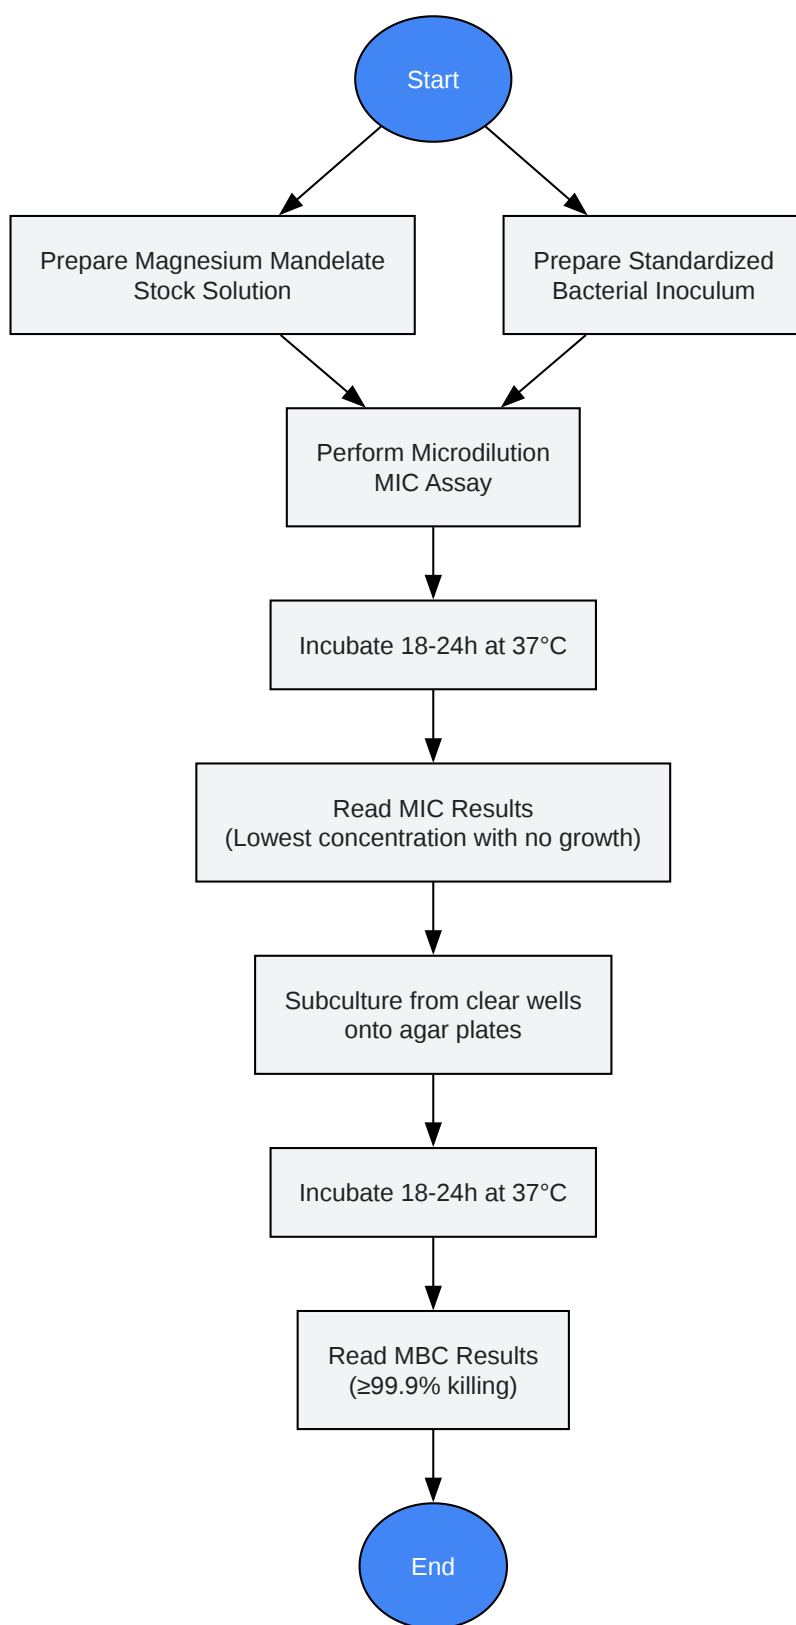 Start
Prepare Magnesium Mandelate
Stock Solution
Prepare Standardized
Bacterial Inoculum
Perform Microdilution
MIC Assay
Incubate 18-24h at 37°C
Read MIC Results
(Lowest concentration with no growth)
Subculture from clear wells
onto agar plates
Incubate 18-24h at 37°C
Read MBC Results
(≥99.9% killing)
End